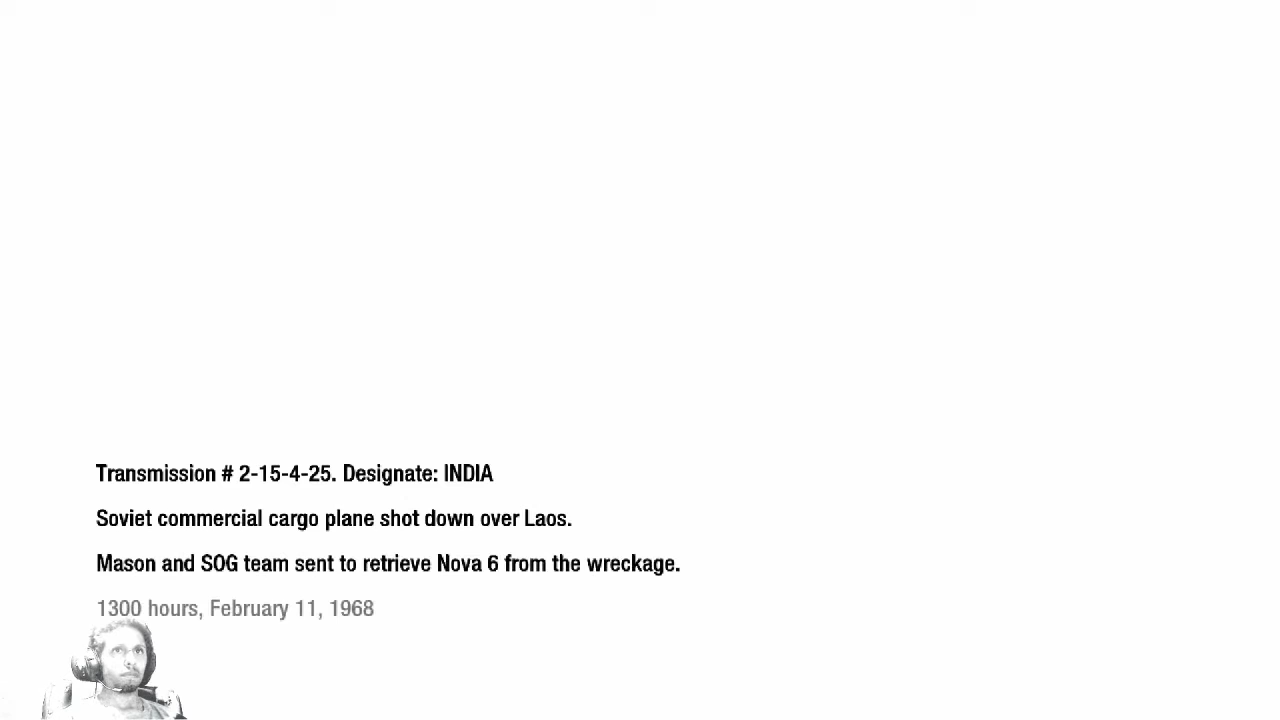 Transmission # 2-15-4-25. Designate: INDIA
Soviet commercial cargo plane shot down over Laos.
Mason and SOG team sent to retrieve Nova 6 from the wreckage.
1300 hours, February 11, 1968